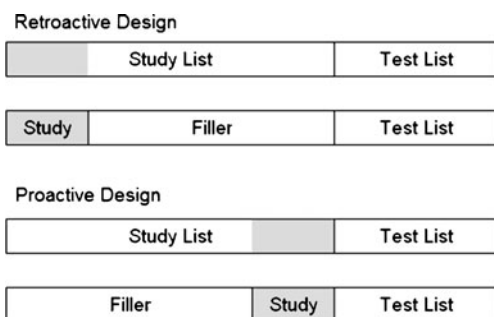 Retroactive Design
Study List Test List
Study Filler Test List
Proactive Design
Study List Test List
Filler Study Test List